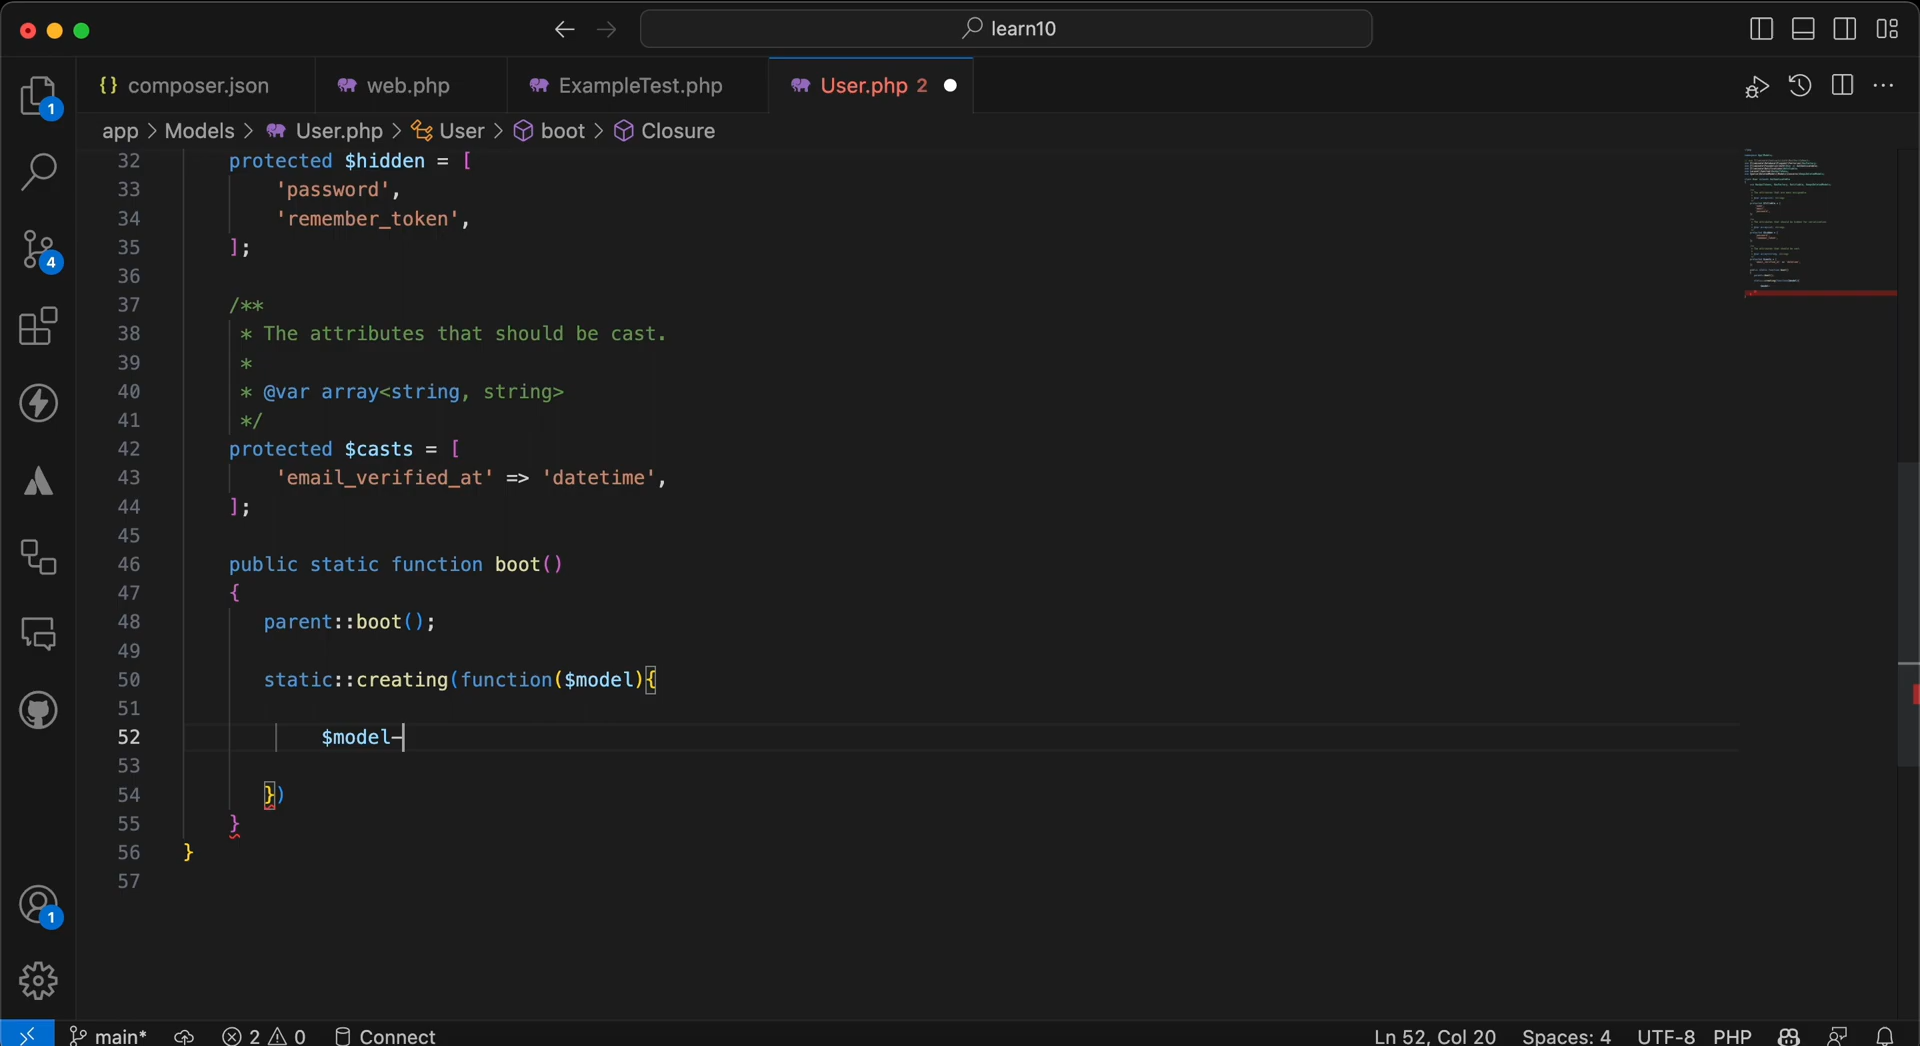 learn10
composer.json
web.php
ExampleTest.php
User.php 2
app > Models > User.php > User > boot > Closure
1
4
1
32 protected $hidden = [
33 'password',
34 'remember_token',
35 ];
36
37 /**
38 * The attributes that should be cast.
39 *
40 * @var array<string, string>
41 */
42 protected $casts = [
43 'email_verified_at' => 'datetime',
44 ];
45
46 public static function boot()
47 {
48 parent::boot();
49
50 static::creating(function($model){
51
52 $model-
53
54 })
55 }
56 }
57
main* 2 0 Connect
Ln 52, Col 20 Spaces: 4 UTF-8 PHP